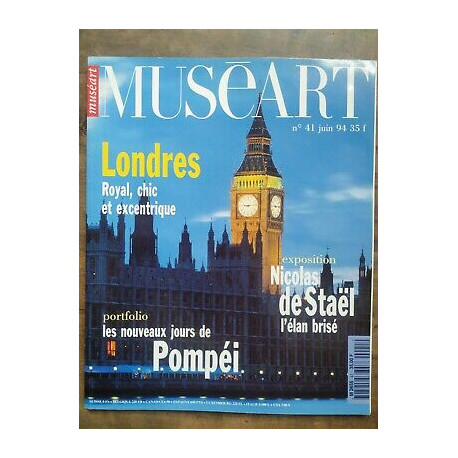 muséart
MUSÉART
n° 41 juin 94 35 f
Londres
Royal, chic
et excentrique
exposition
Nicolas
de Staël
l'élan brisé
portfolio
les nouveaux jours de
Pompéi